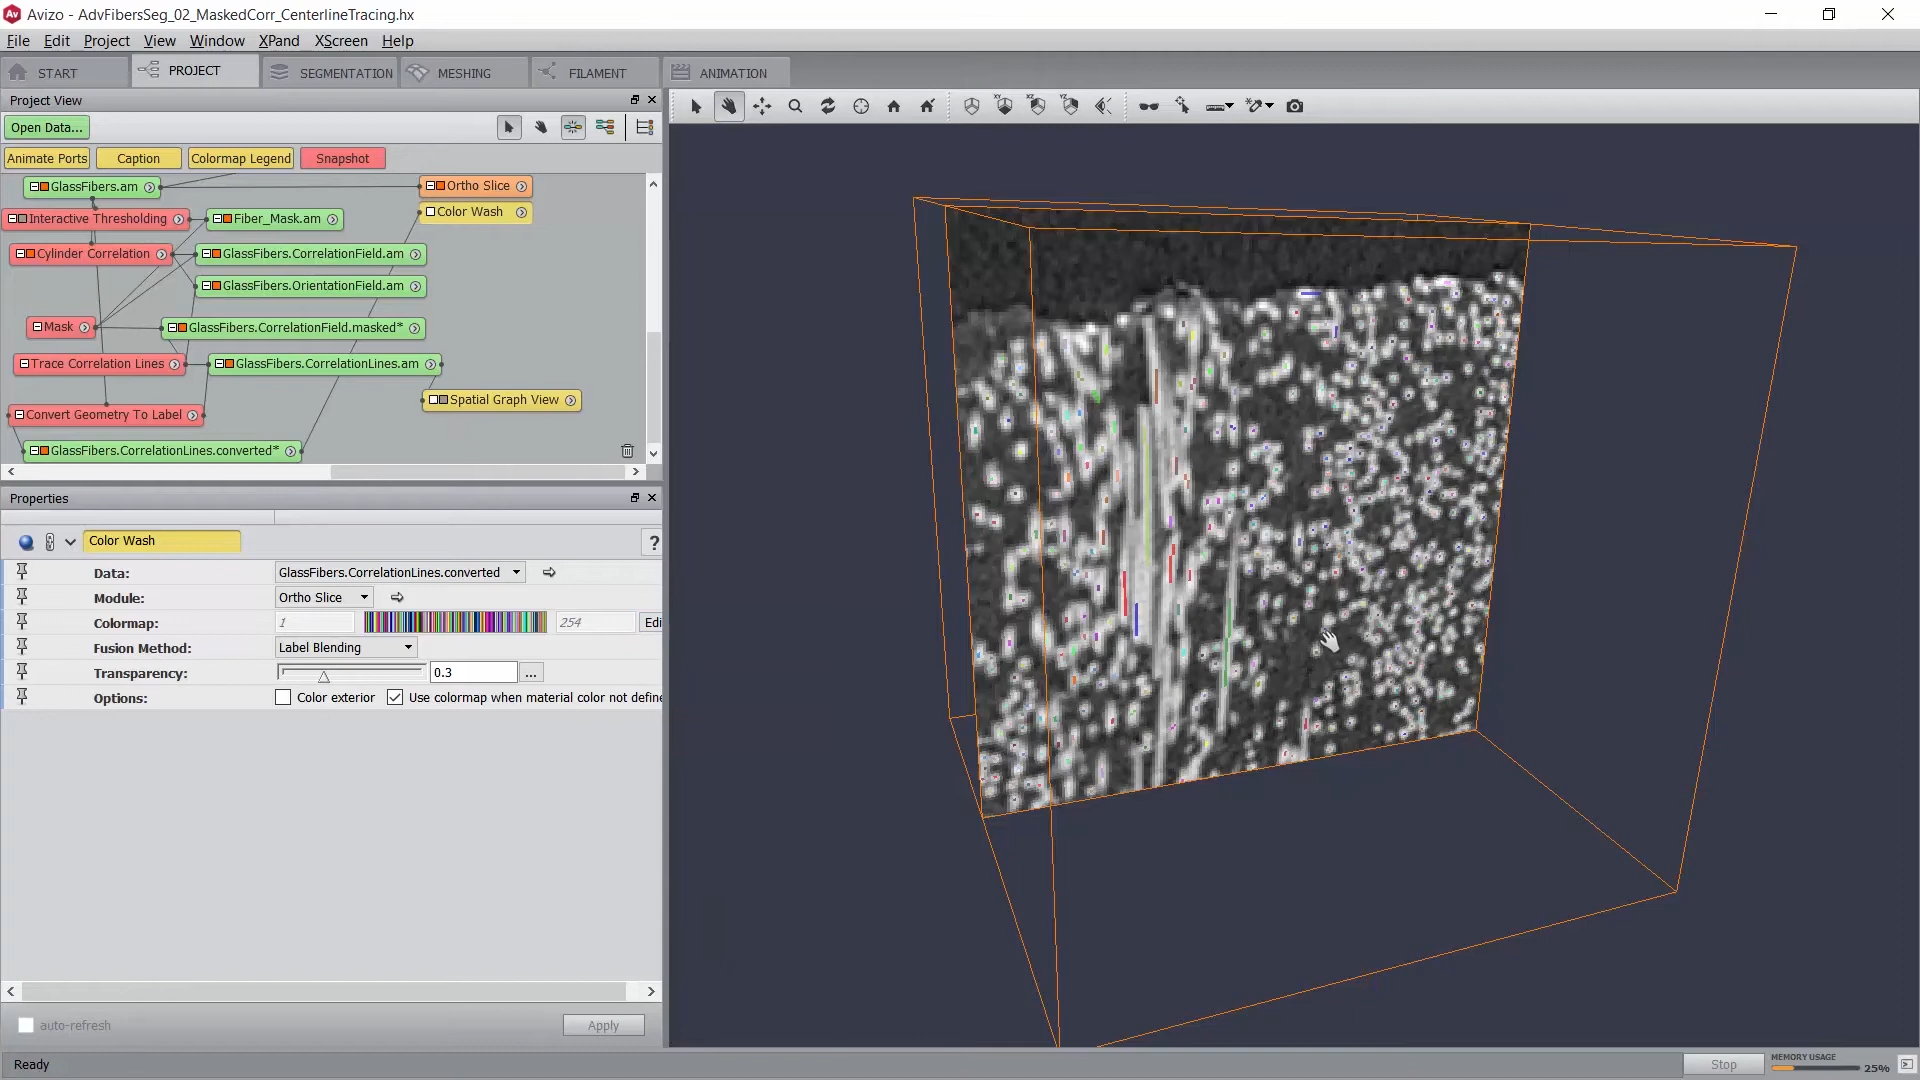 Avizo - AdvFibersSeg_02_MaskedCorr_CenterlineTracing.hx
File Edit Project View Window XPand XScreen Help
START PROJECT SEGMENTATION MESHING FILAMENT ANIMATION
Project View
Open Data...
Animate Ports Caption Colormap Legend Snapshot
GlassFibers.am Ortho Slice
Color Wash
Interactive Thresholding Fiber_Mask.am
Cylinder Correlation GlassFibers.CorrelationField.am
GlassFibers.OrientationField.am
Mask GlassFibers.CorrelationField.masked*
Trace Correlation Lines GlassFibers.CorrelationLines.am
Spatial Graph View
Convert Geometry To Label
GlassFibers.CorrelationLines.converted*
Properties
Color Wash ?
Data: GlassFibers.CorrelationLines.converted
Module: Ortho Slice
Colormap: 1 254 Edi
Fusion Method: Label Blending
Transparency: 0.3 ...
Options: Color exterior Use colormap when material color not define
auto-refresh Apply
Ready Stop MEMORY USAGE 25%
XY XZ YZ